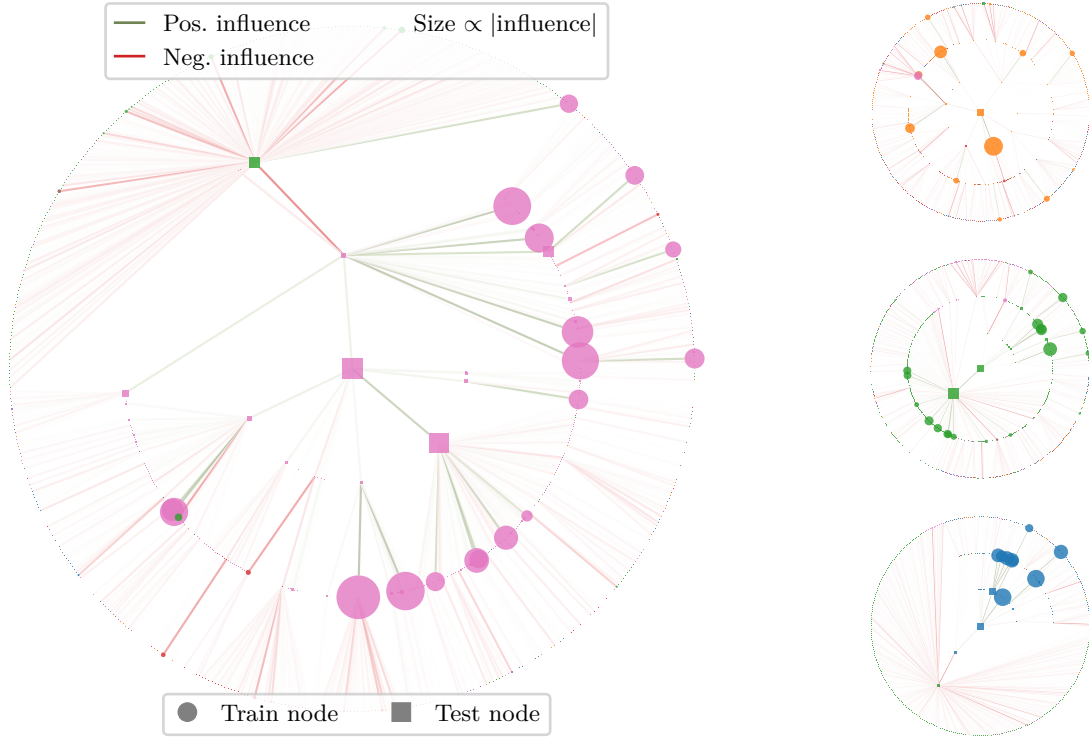 Pos. influence
Size ∝ |influence|
Neg. influence
Train node
Test node